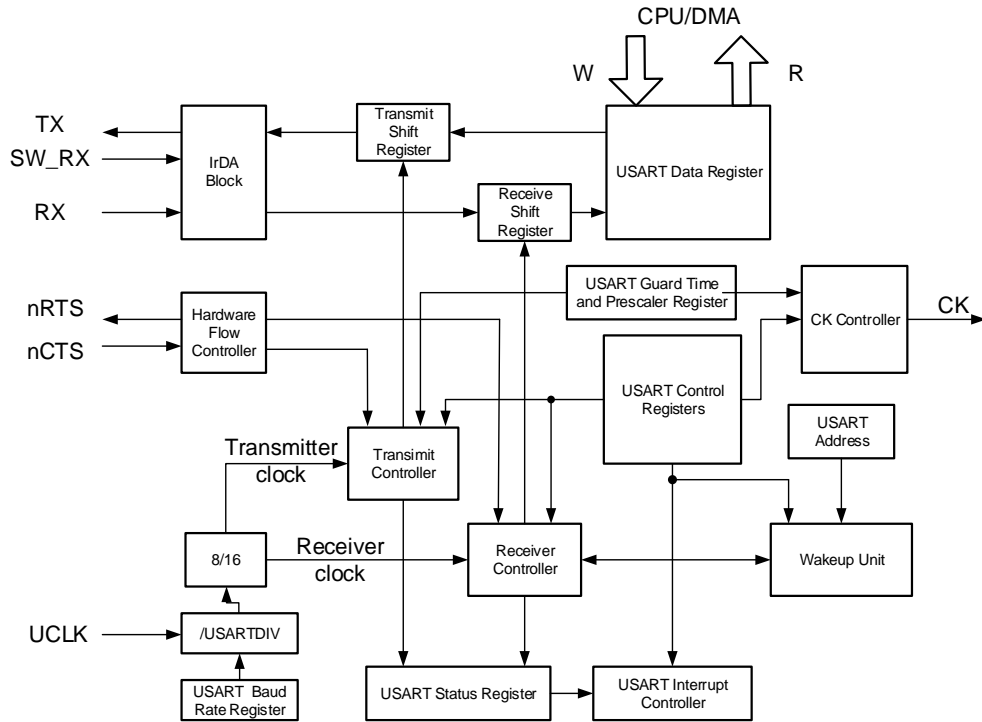 CPU/DMA
W
R
TX
SW_RX
RX
IrDA
Block
Transmit
Shift
Register
Receive
Shift
Register
USART Data Register
nRTS
nCTS
Hardware
Flow
Controller
USART Guard Time
and Prescaler Register
CK Controller
CK
USART Control
Registers
USART
Address
Transmitter
clock
Transimit
Controller
8/16
Receiver
clock
Receiver
Controller
Wakeup Unit
UCLK
/USARTDIV
USART Baud
Rate Register
USART Status Register
USART Interrupt
Controller